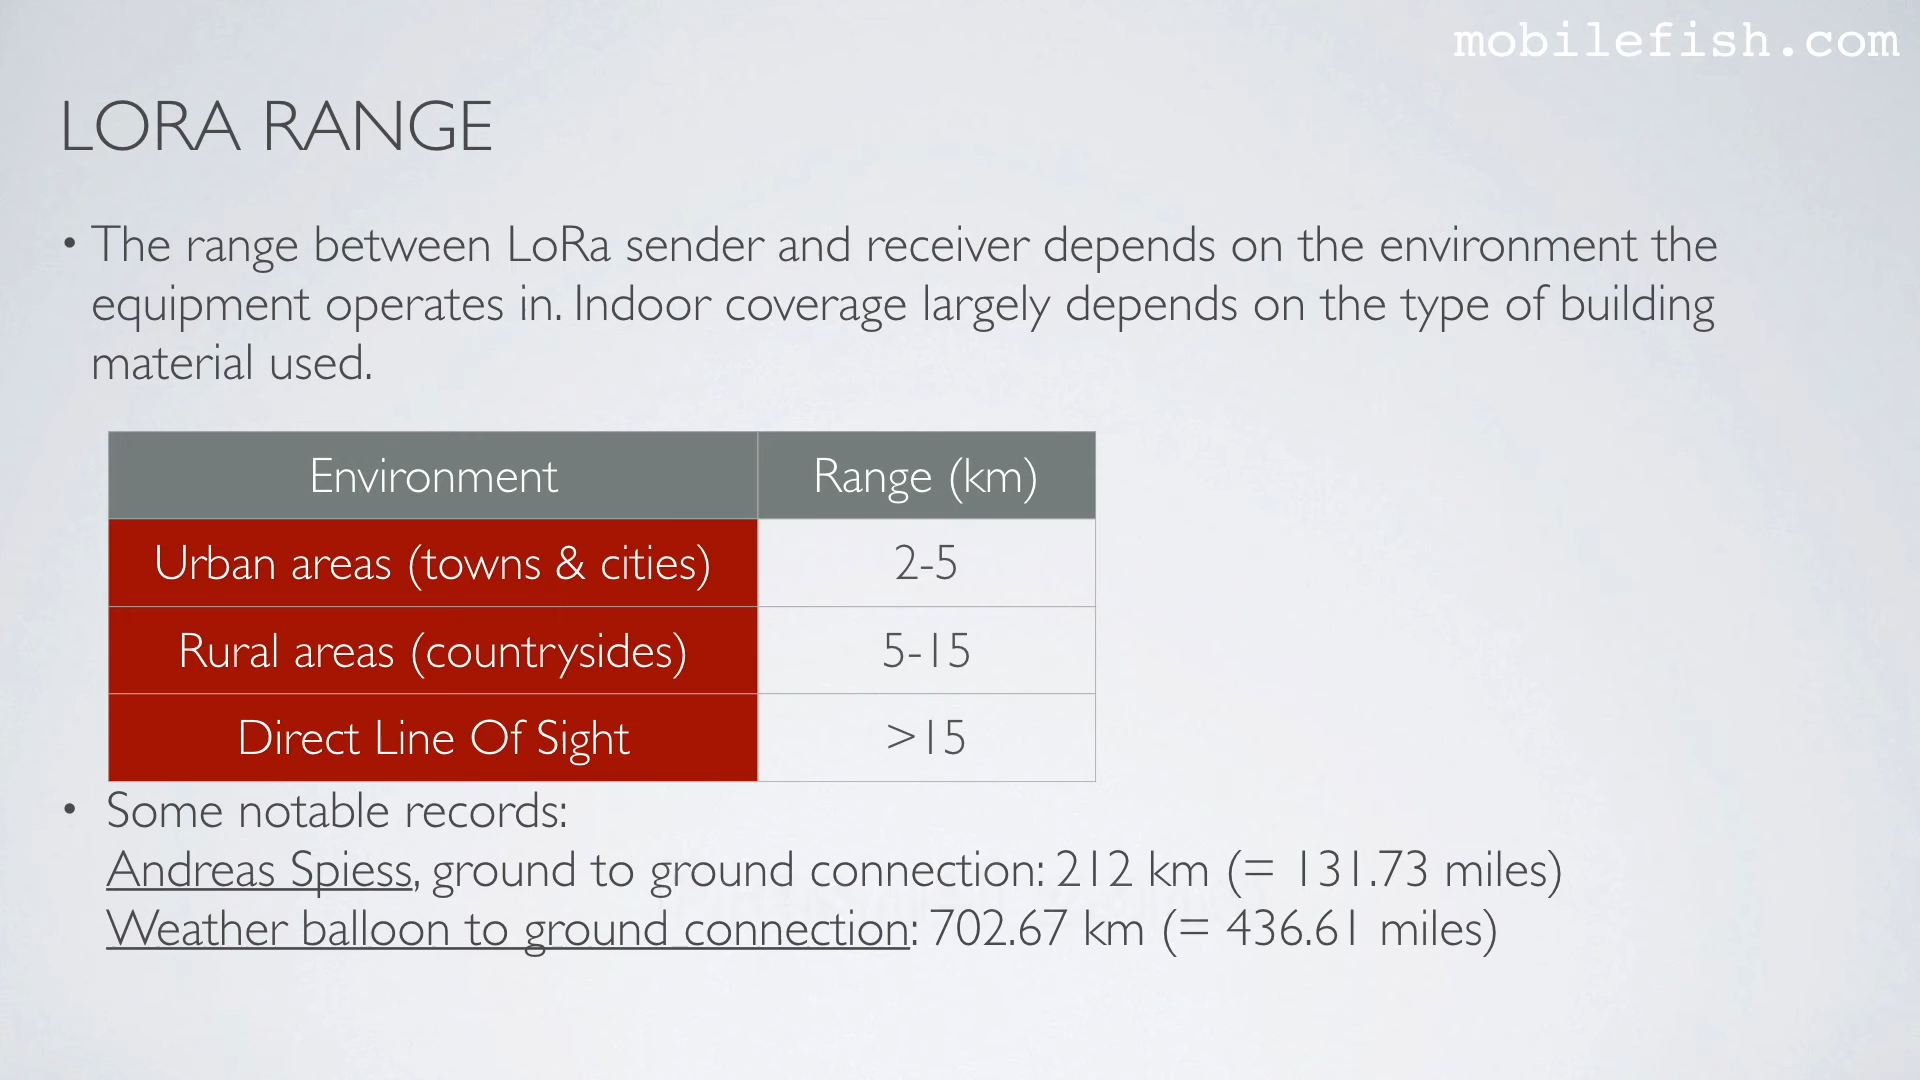 mobilefish.com
LORA RANGE
• The range between LoRa sender and receiver depends on the environment the
equipment operates in. Indoor coverage largely depends on the type of building
material used.
Environment Range (km)
Urban areas (towns & cities) 2-5
Rural areas (countrysides) 5-15
Direct Line Of Sight >15
• Some notable records:
Andreas Spiess, ground to ground connection: 212 km (= 131.73 miles)
Weather balloon to ground connection: 702.67 km (= 436.61 miles)